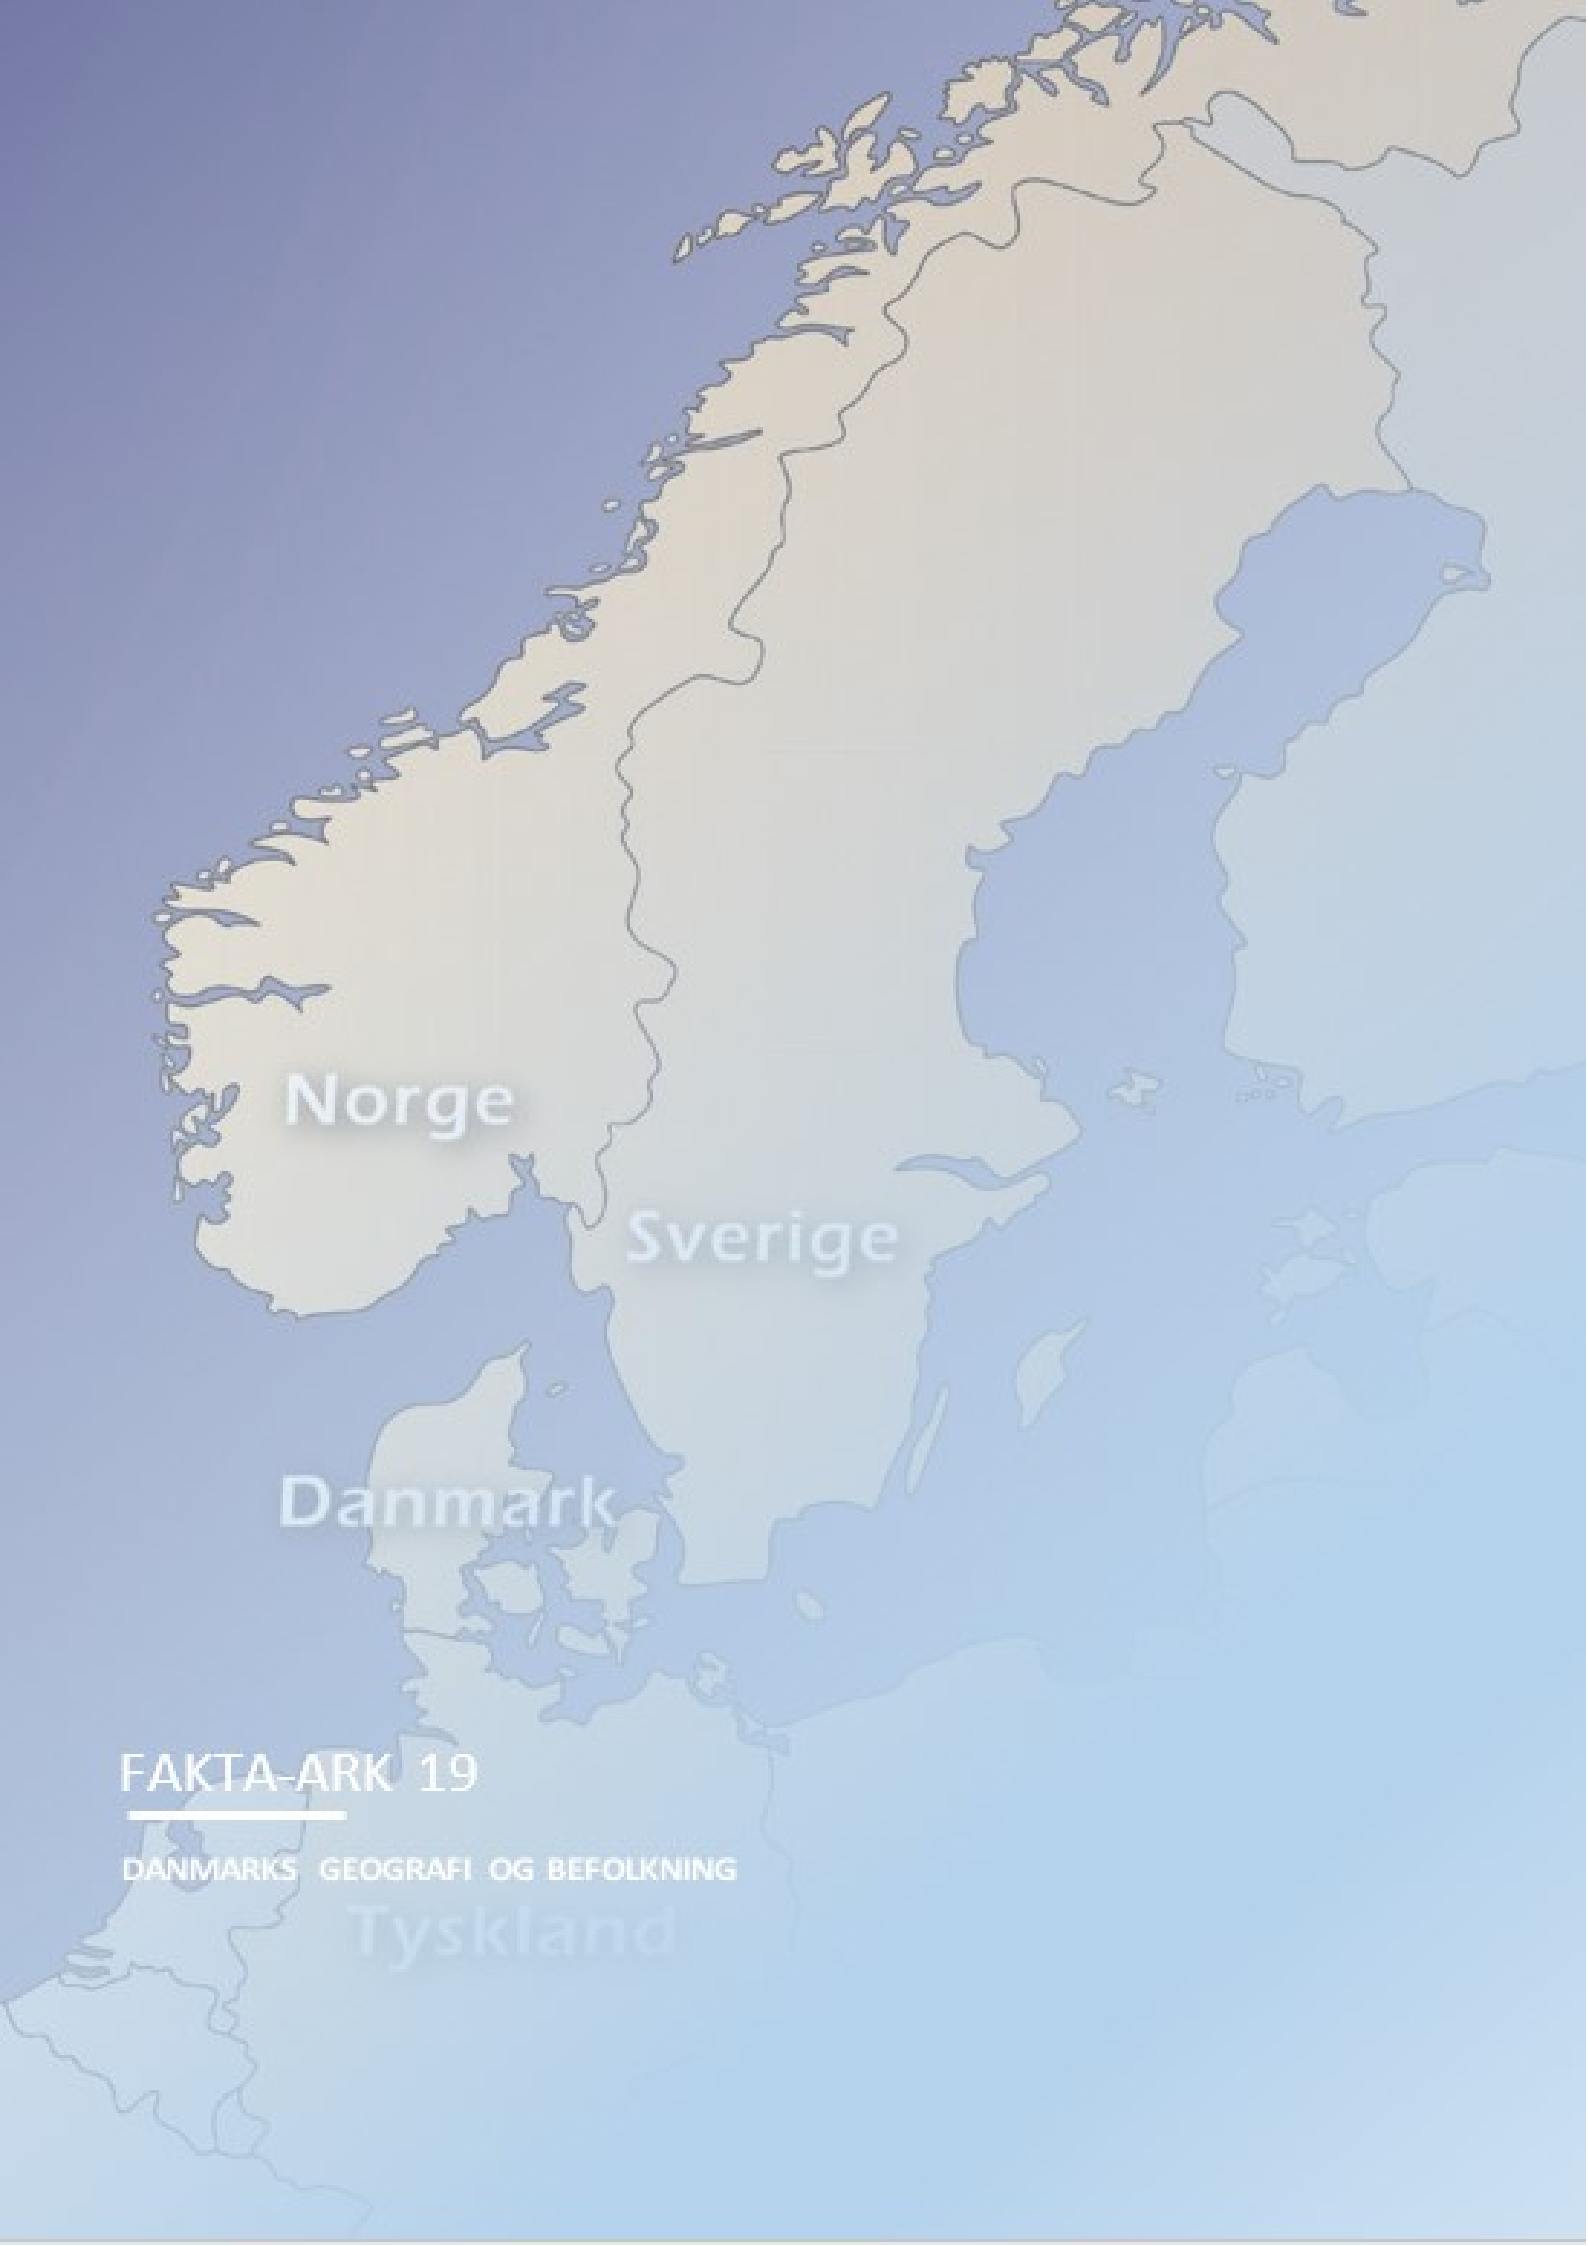 Norge
Sverige
Danmark
FAKTA-ARK 19
DANMARKS GEOGRAFI OG BEFOLKNING
Tyskland